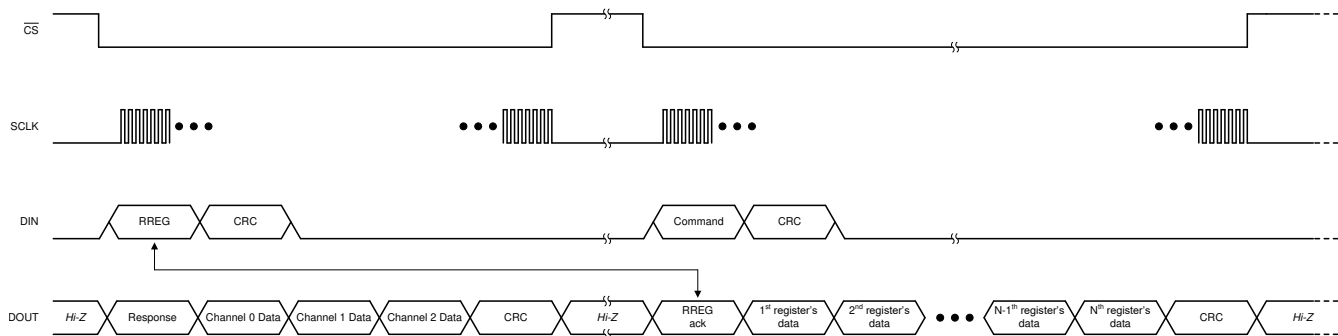 CS
SCLK
DIN
RREG
CRC
Command
CRC
DOUT
Hi-Z
Response
Channel 0 Data
Channel 1 Data
Channel 2 Data
CRC
Hi-Z
RREG
ack
1st register's
data
2nd register's
data
N-1th register's
data
Nth register's
data
CRC
Hi-Z